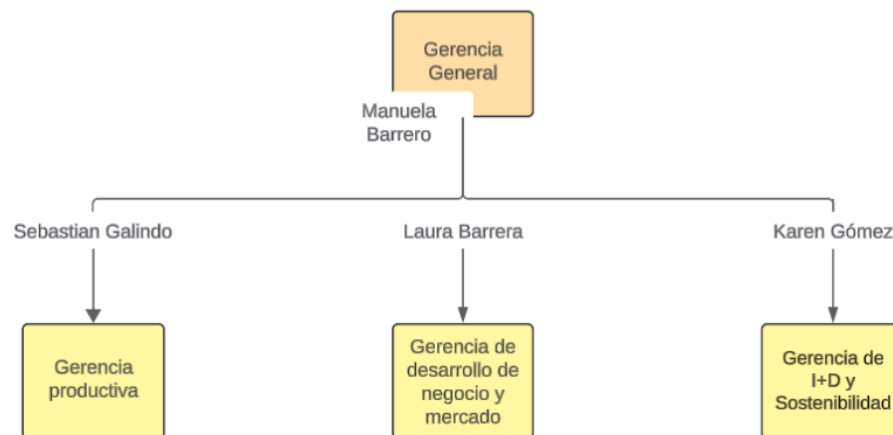 Gerencia
General
Manuela
Barrero
Sebastian Galindo
Laura Barrera
Karen Gómez
Gerencia
productiva
Gerencia de
desarrollo de
negocio y
mercado
Gerencia de
I+D y
Sostenibilidad